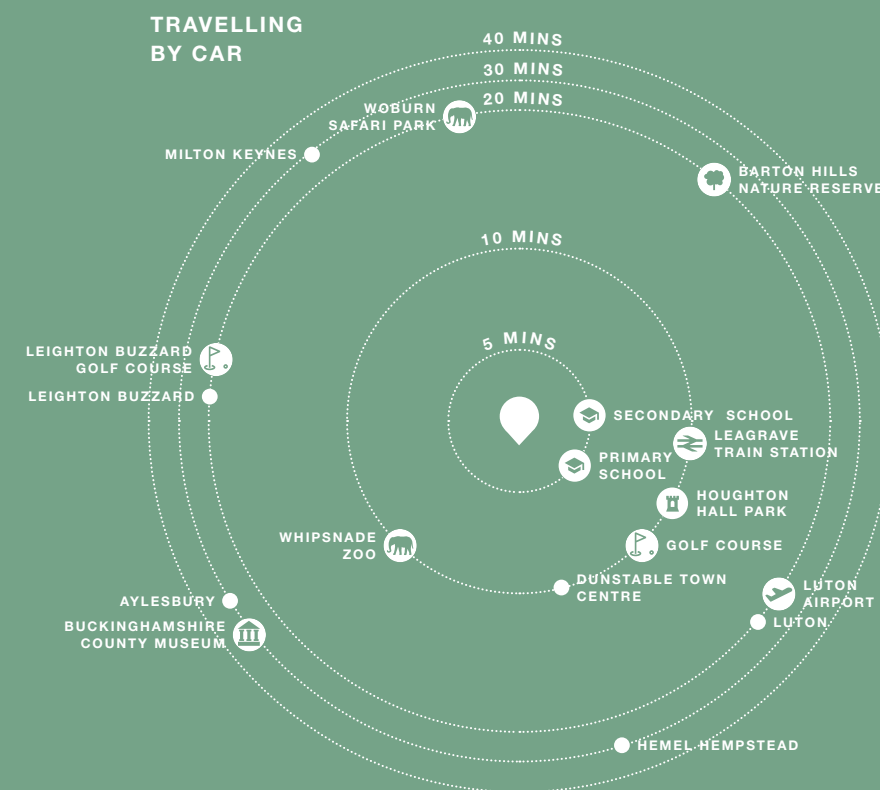 TRAVELLING
BY CAR
40 MINS
30 MINS
20 MINS
WOBURN
SAFARI PARK
MILTON KEYNES
BARTON HILLS
NATURE RESERVE
10 MINS
5 MINS
LEIGHTON BUZZARD
GOLF COURSE
LEIGHTON BUZZARD
SECONDARY SCHOOL
LEAGRAVE
TRAIN STATION
PRIMARY
SCHOOL
HOUGHTON
HALL PARK
WHIPSNADE
ZOO
GOLF COURSE
DUNSTABLE TOWN
CENTRE
LUTON
AIRPORT
LUTON
AYLESBURY
BUCKINGHAMSHIRE
COUNTY MUSEUM
HEMEL HEMPSTEAD